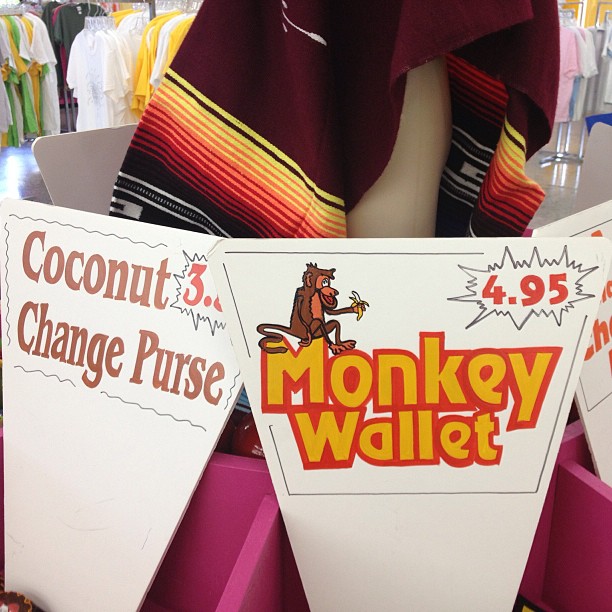 Coconut
Change Purse
4.95
Monkey
Wallet